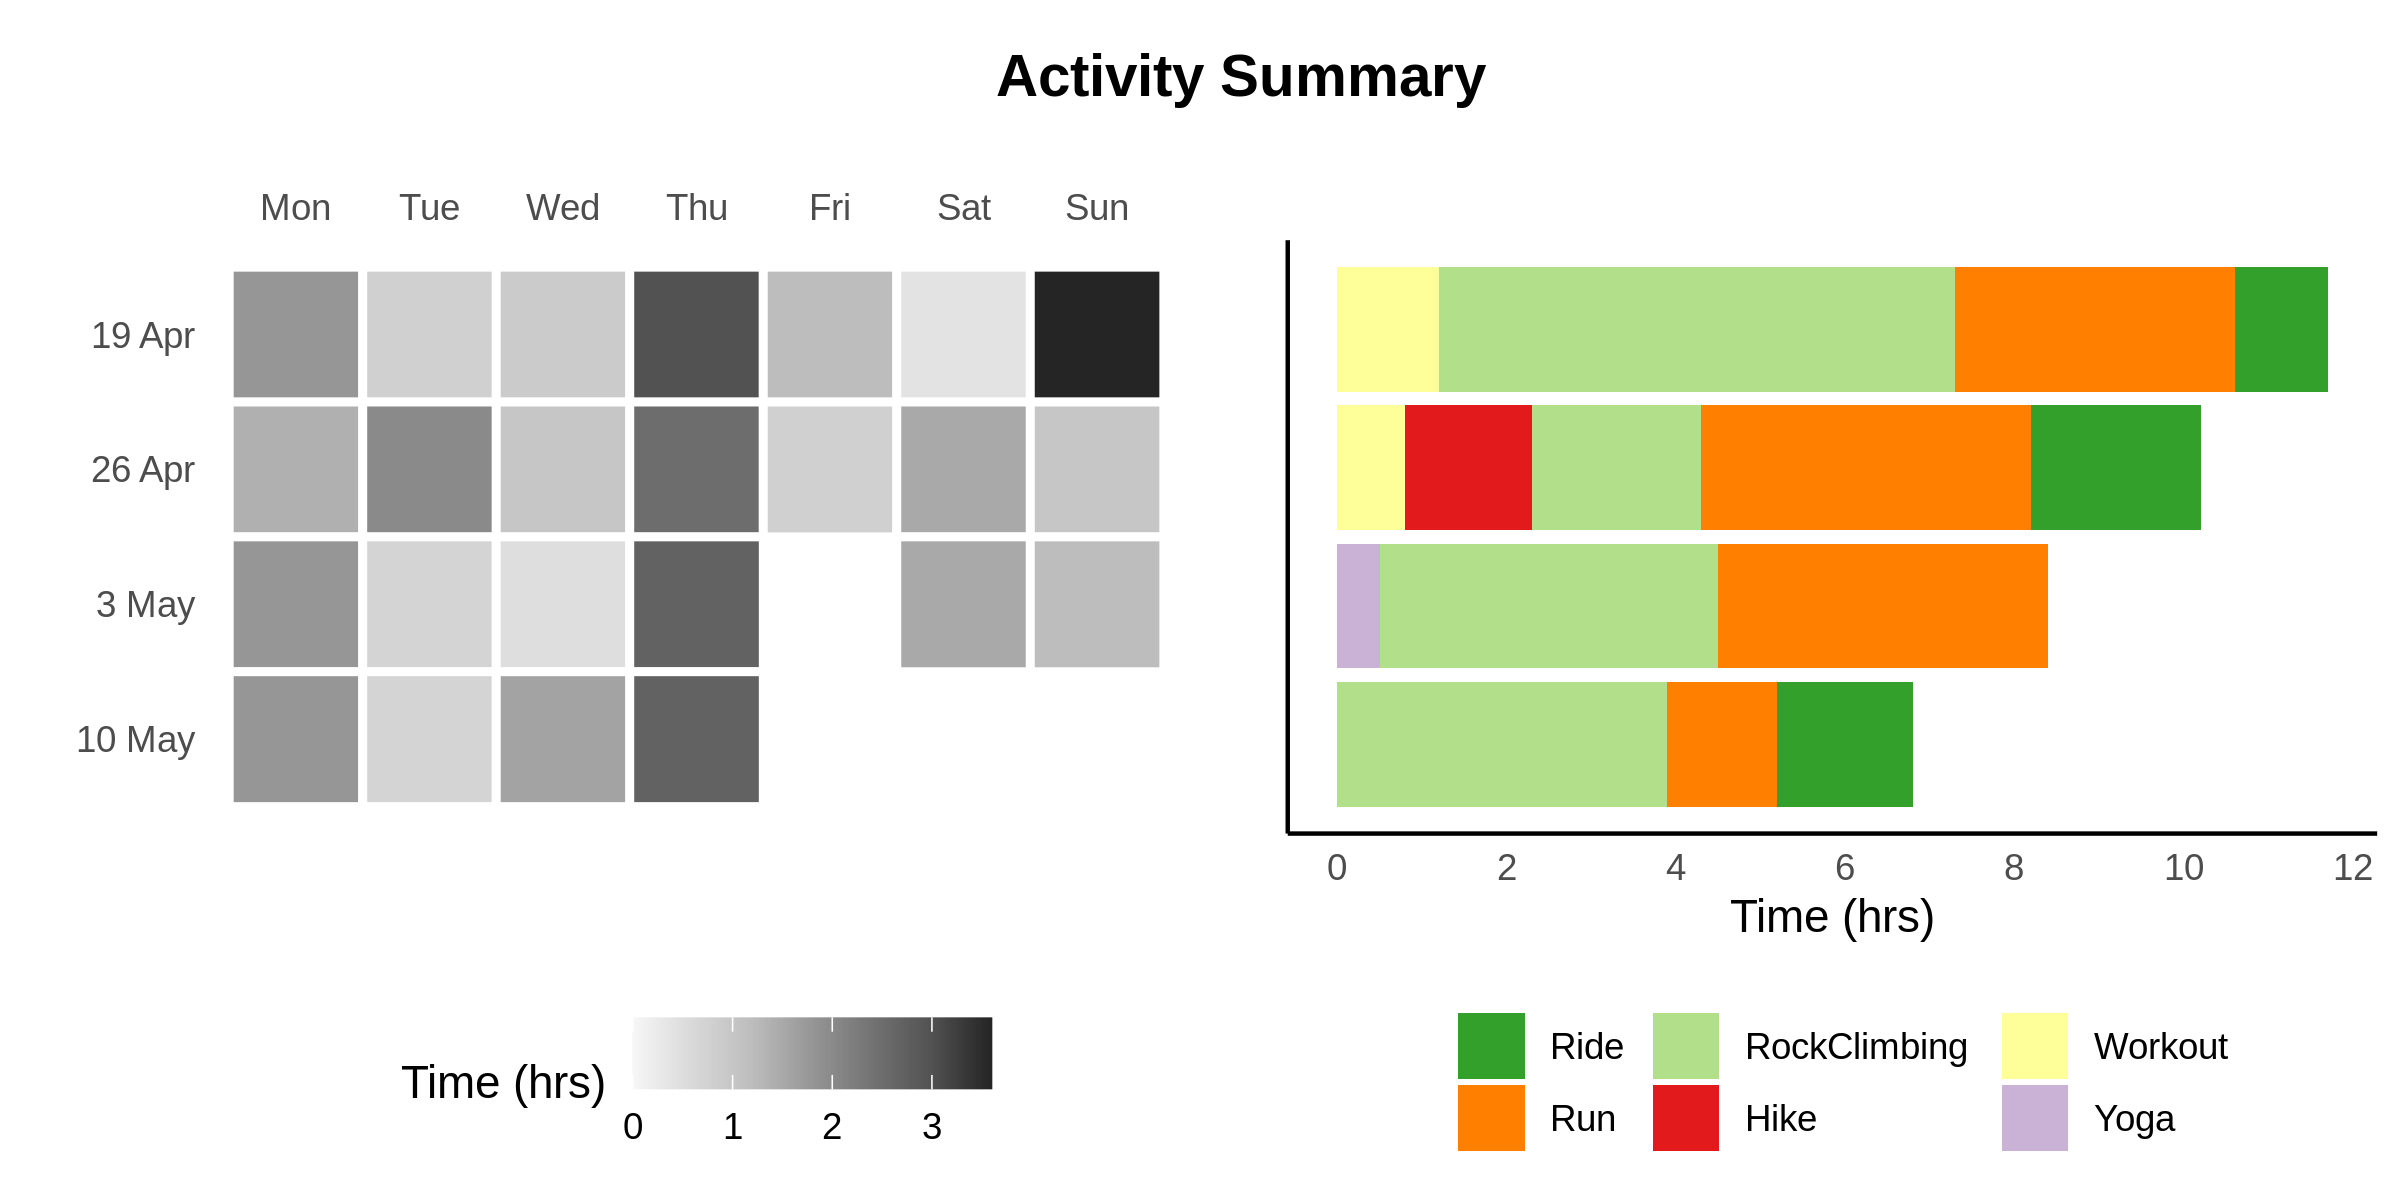 Activity Summary
Mon Tue Wed Thu Fri Sat Sun
19 Apr
26 Apr
3 May
10 May
0 2 4 6 8 10 12
Time (hrs)
Time (hrs)
0 1 2 3
Ride RockClimbing Workout
Run Hike Yoga